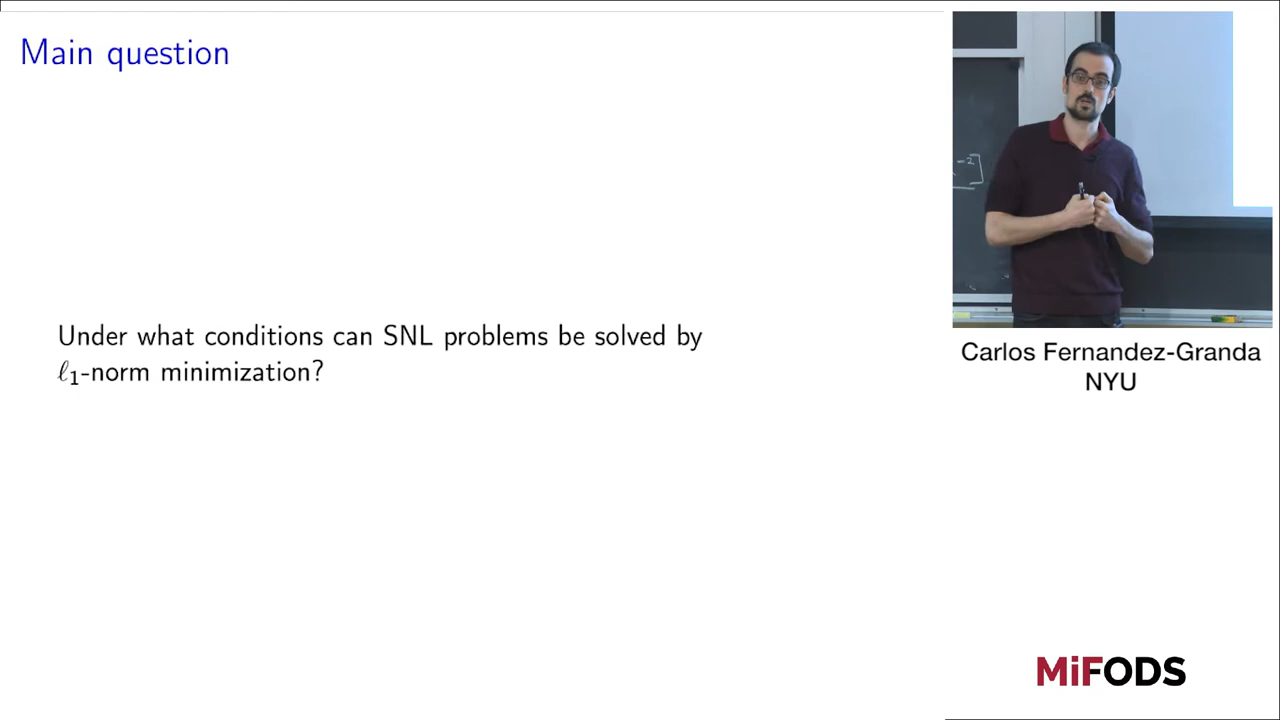 Main question
Under what conditions can SNL problems be solved by
ℓ₁-norm minimization?
Carlos Fernandez-Granda
NYU
MiFODS